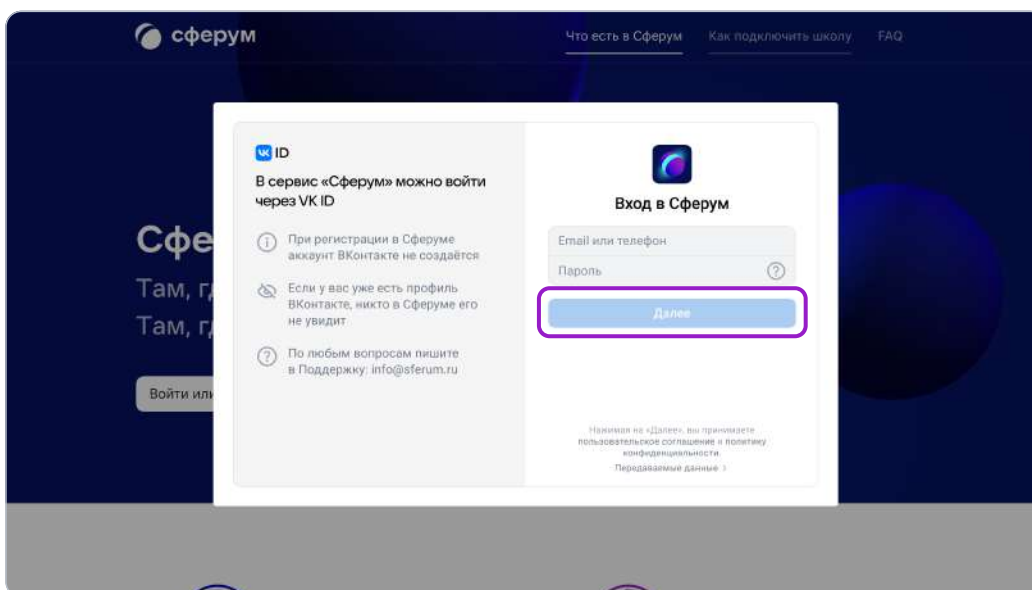 сферум
Что есть в Сферум
Как подключить школу
FAQ
Сфе
Там, г
Там, г
Войти или
VK ID
В сервис «Сферум» можно войти
через VK ID
При регистрации в Сферуме
аккаунт ВКонтакте не создаётся
Если у вас уже есть профиль
ВКонтакте, никто в Сферуме его
не увидит
По любым вопросам пишите
в Поддержку: info@sferum.ru
Вход в Сферум
Email или телефон
Пароль
Далее
Нажимая на «Далее», вы принимаете
пользовательское соглашение и политику
конфиденциальности
Передаваемые данные